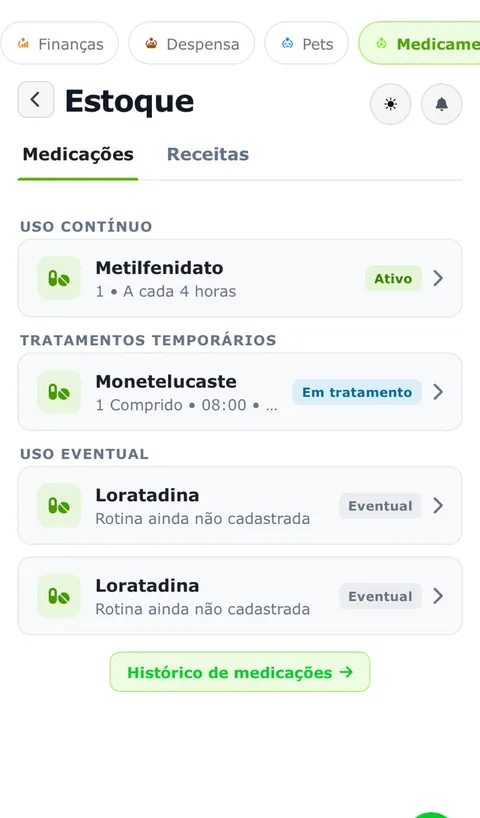 Finanças
Despensa
Pets
Medicame
Estoque
Medicações
Receitas
USO CONTÍNUO
Metilfenidato
Ativo
1 • A cada 4 horas
TRATAMENTOS TEMPORÁRIOS
Monetelucaste
Em tratamento
1 Comprido • 08:00 • ...
USO EVENTUAL
Loratadina
Eventual
Rotina ainda não cadastrada
Loratadina
Eventual
Rotina ainda não cadastrada
Histórico de medicações →